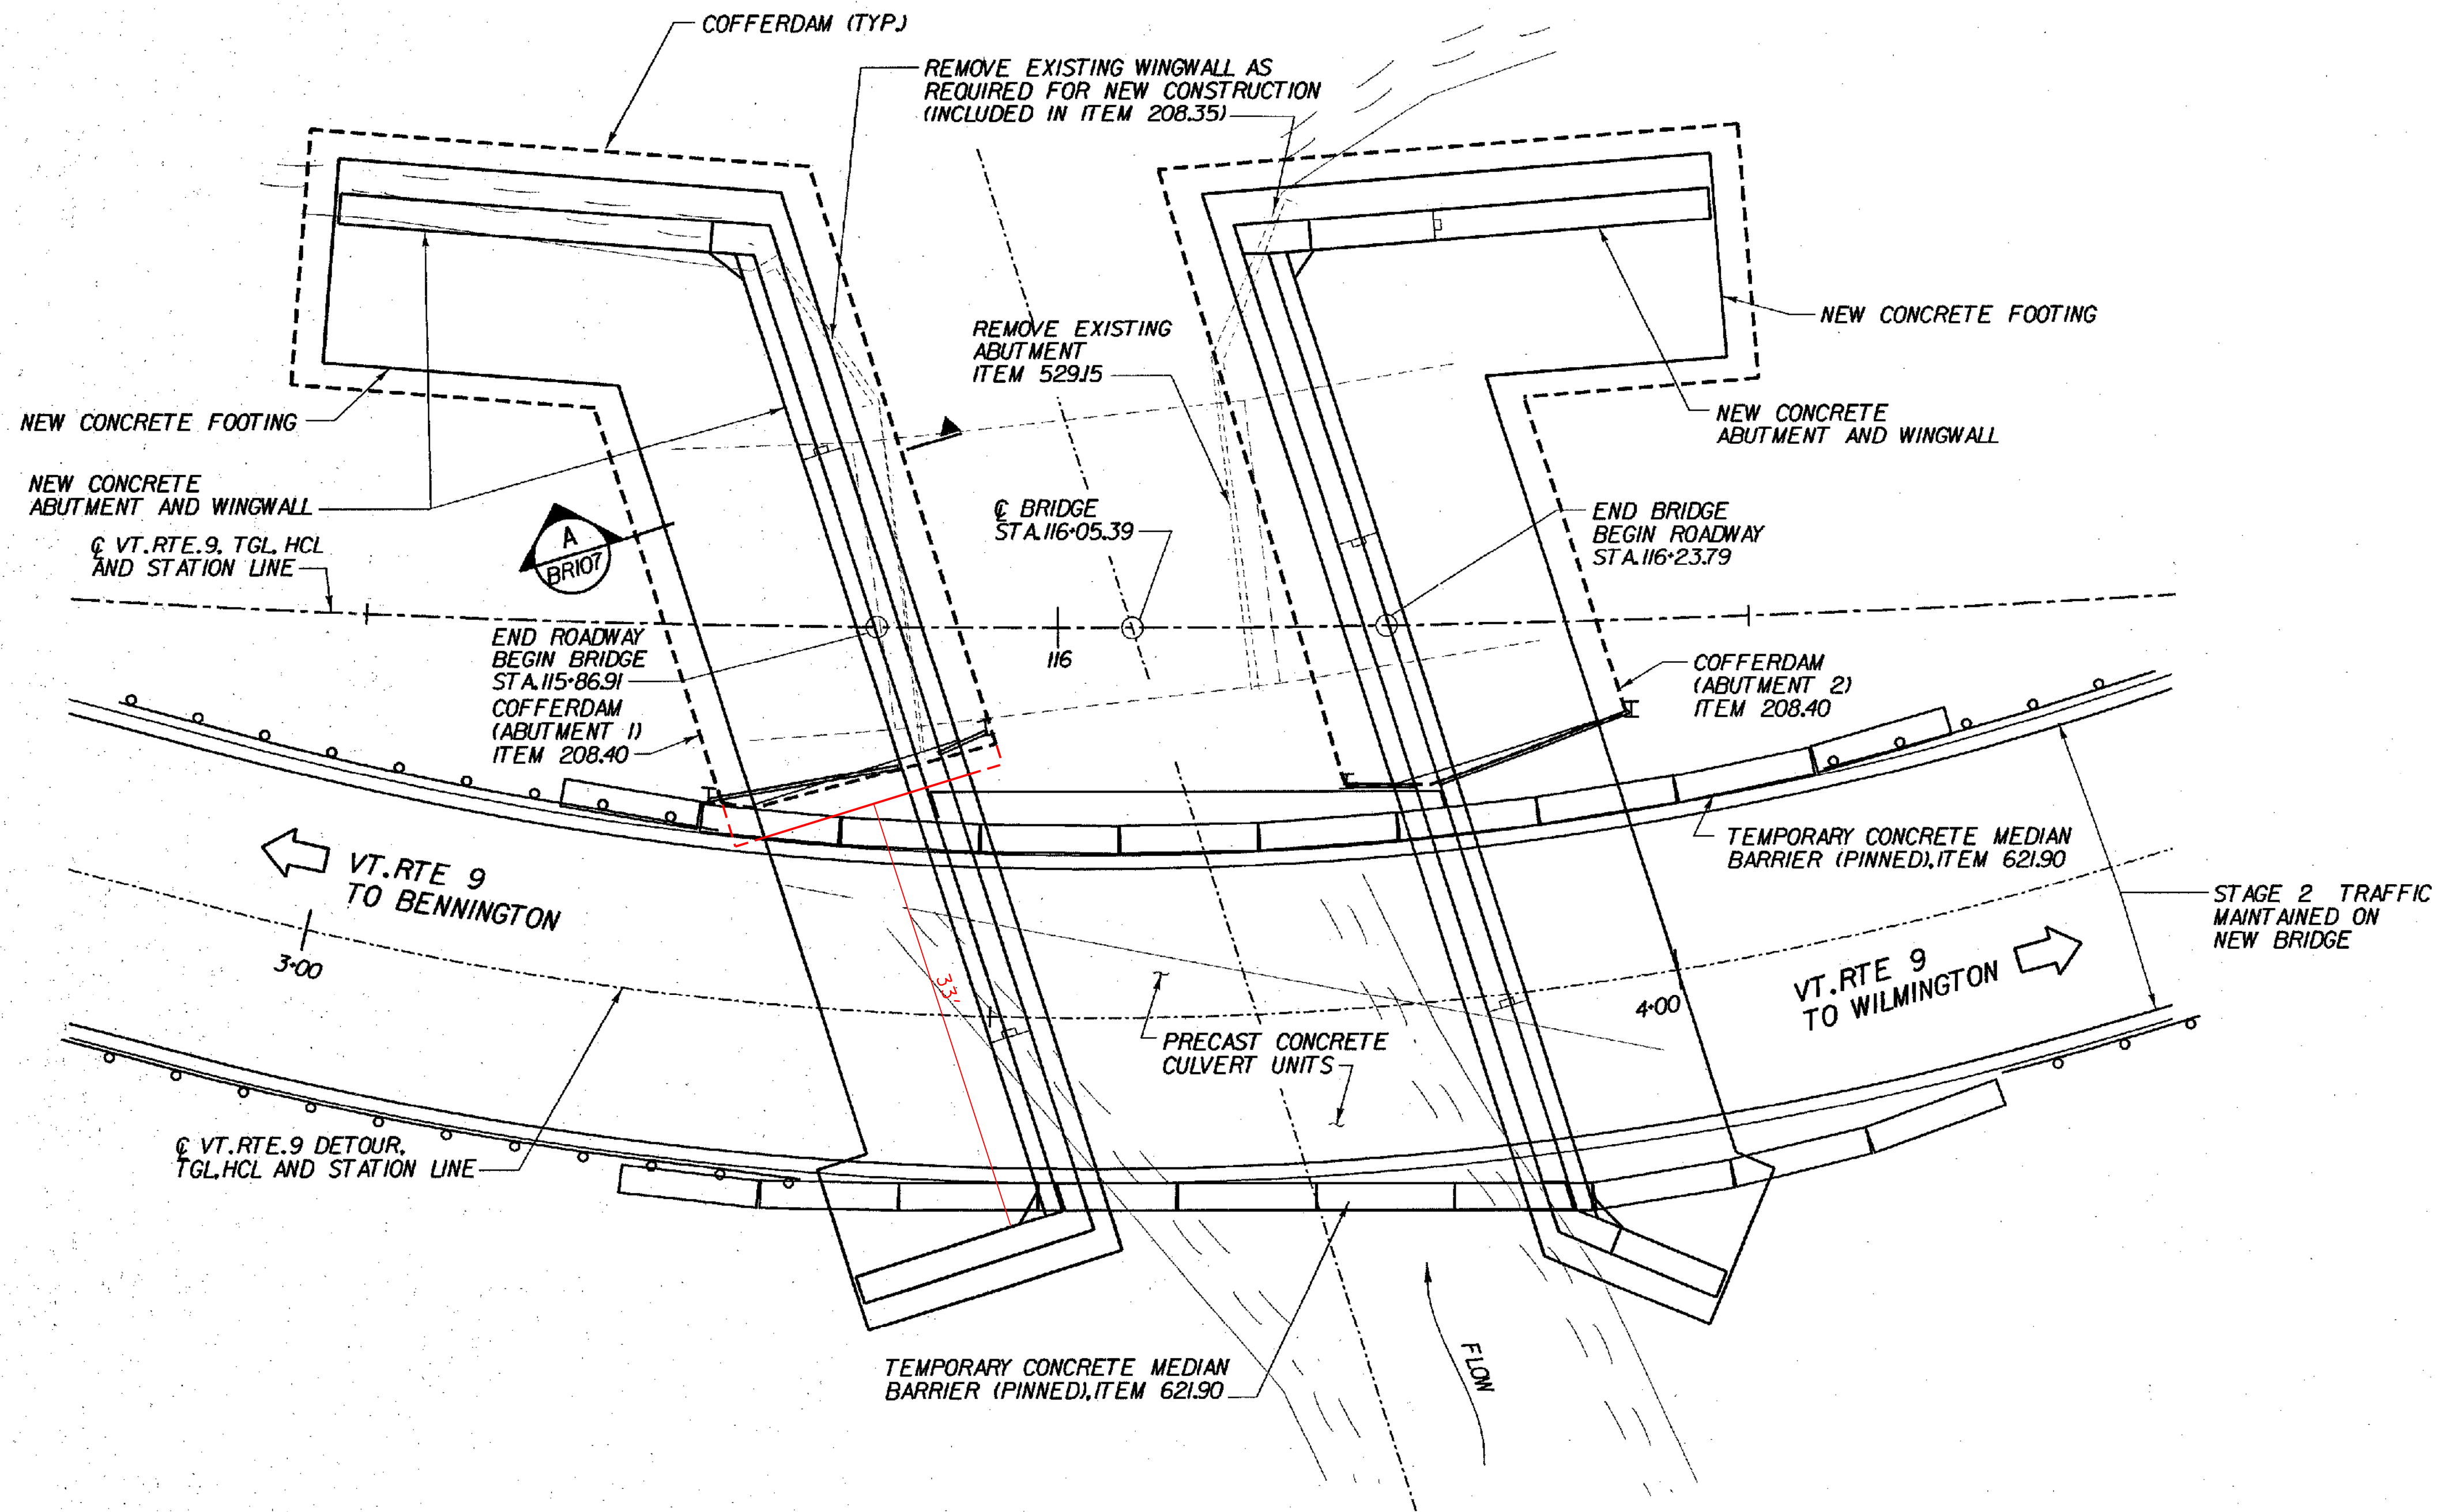 COFFERDAM (TYP.)
REMOVE EXISTING WINGWALL AS
REQUIRED FOR NEW CONSTRUCTION
(INCLUDED IN ITEM 208.35)
NEW CONCRETE FOOTING
REMOVE EXISTING
ABUTMENT
ITEM 529.15
NEW CONCRETE FOOTING
NEW CONCRETE
ABUTMENT AND WINGWALL
NEW CONCRETE
ABUTMENT AND WINGWALL
℄ BRIDGE
STA.116+05.39
END BRIDGE
BEGIN ROADWAY
STA.116+23.79
A
BR107
℄ VT.RTE.9, TGL, HCL
AND STATION LINE
END ROADWAY
BEGIN BRIDGE
STA.115+86.91
116
COFFERDAM
(ABUTMENT 1)
ITEM 208.40
COFFERDAM
(ABUTMENT 2)
ITEM 208.40
TEMPORARY CONCRETE MEDIAN
BARRIER (PINNED), ITEM 621.90
VT.RTE 9
TO BENNINGTON
STAGE 2 TRAFFIC
MAINTAINED ON
NEW BRIDGE
3+00
33'
4+00
VT.RTE 9
TO WILMINGTON
PRECAST CONCRETE
CULVERT UNITS
℄ VT.RTE.9 DETOUR,
TGL, HCL AND STATION LINE
TEMPORARY CONCRETE MEDIAN
BARRIER (PINNED), ITEM 621.90
FLOW